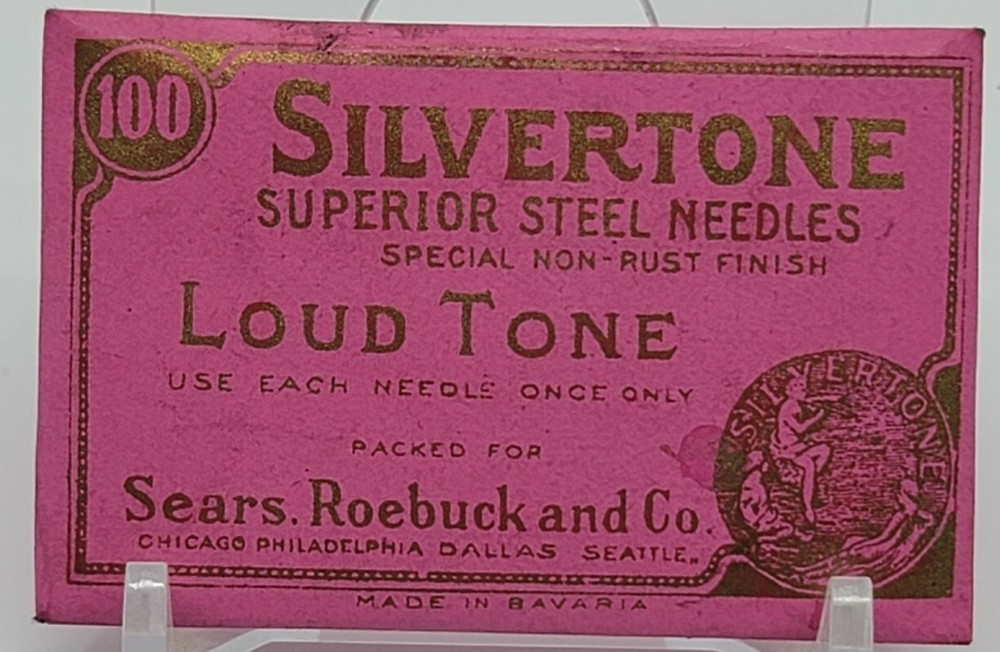 100
SILVERTONE
SUPERIOR STEEL NEEDLES
SPECIAL NON-RUST FINISH
LOUD TONE
USE EACH NEEDLE ONCE ONLY
PACKED FOR
Sears. Roebuck and Co.
CHICAGO PHILADELPHIA DALLAS SEATTLE.
SILVERTONE
MADE IN BAVARIA